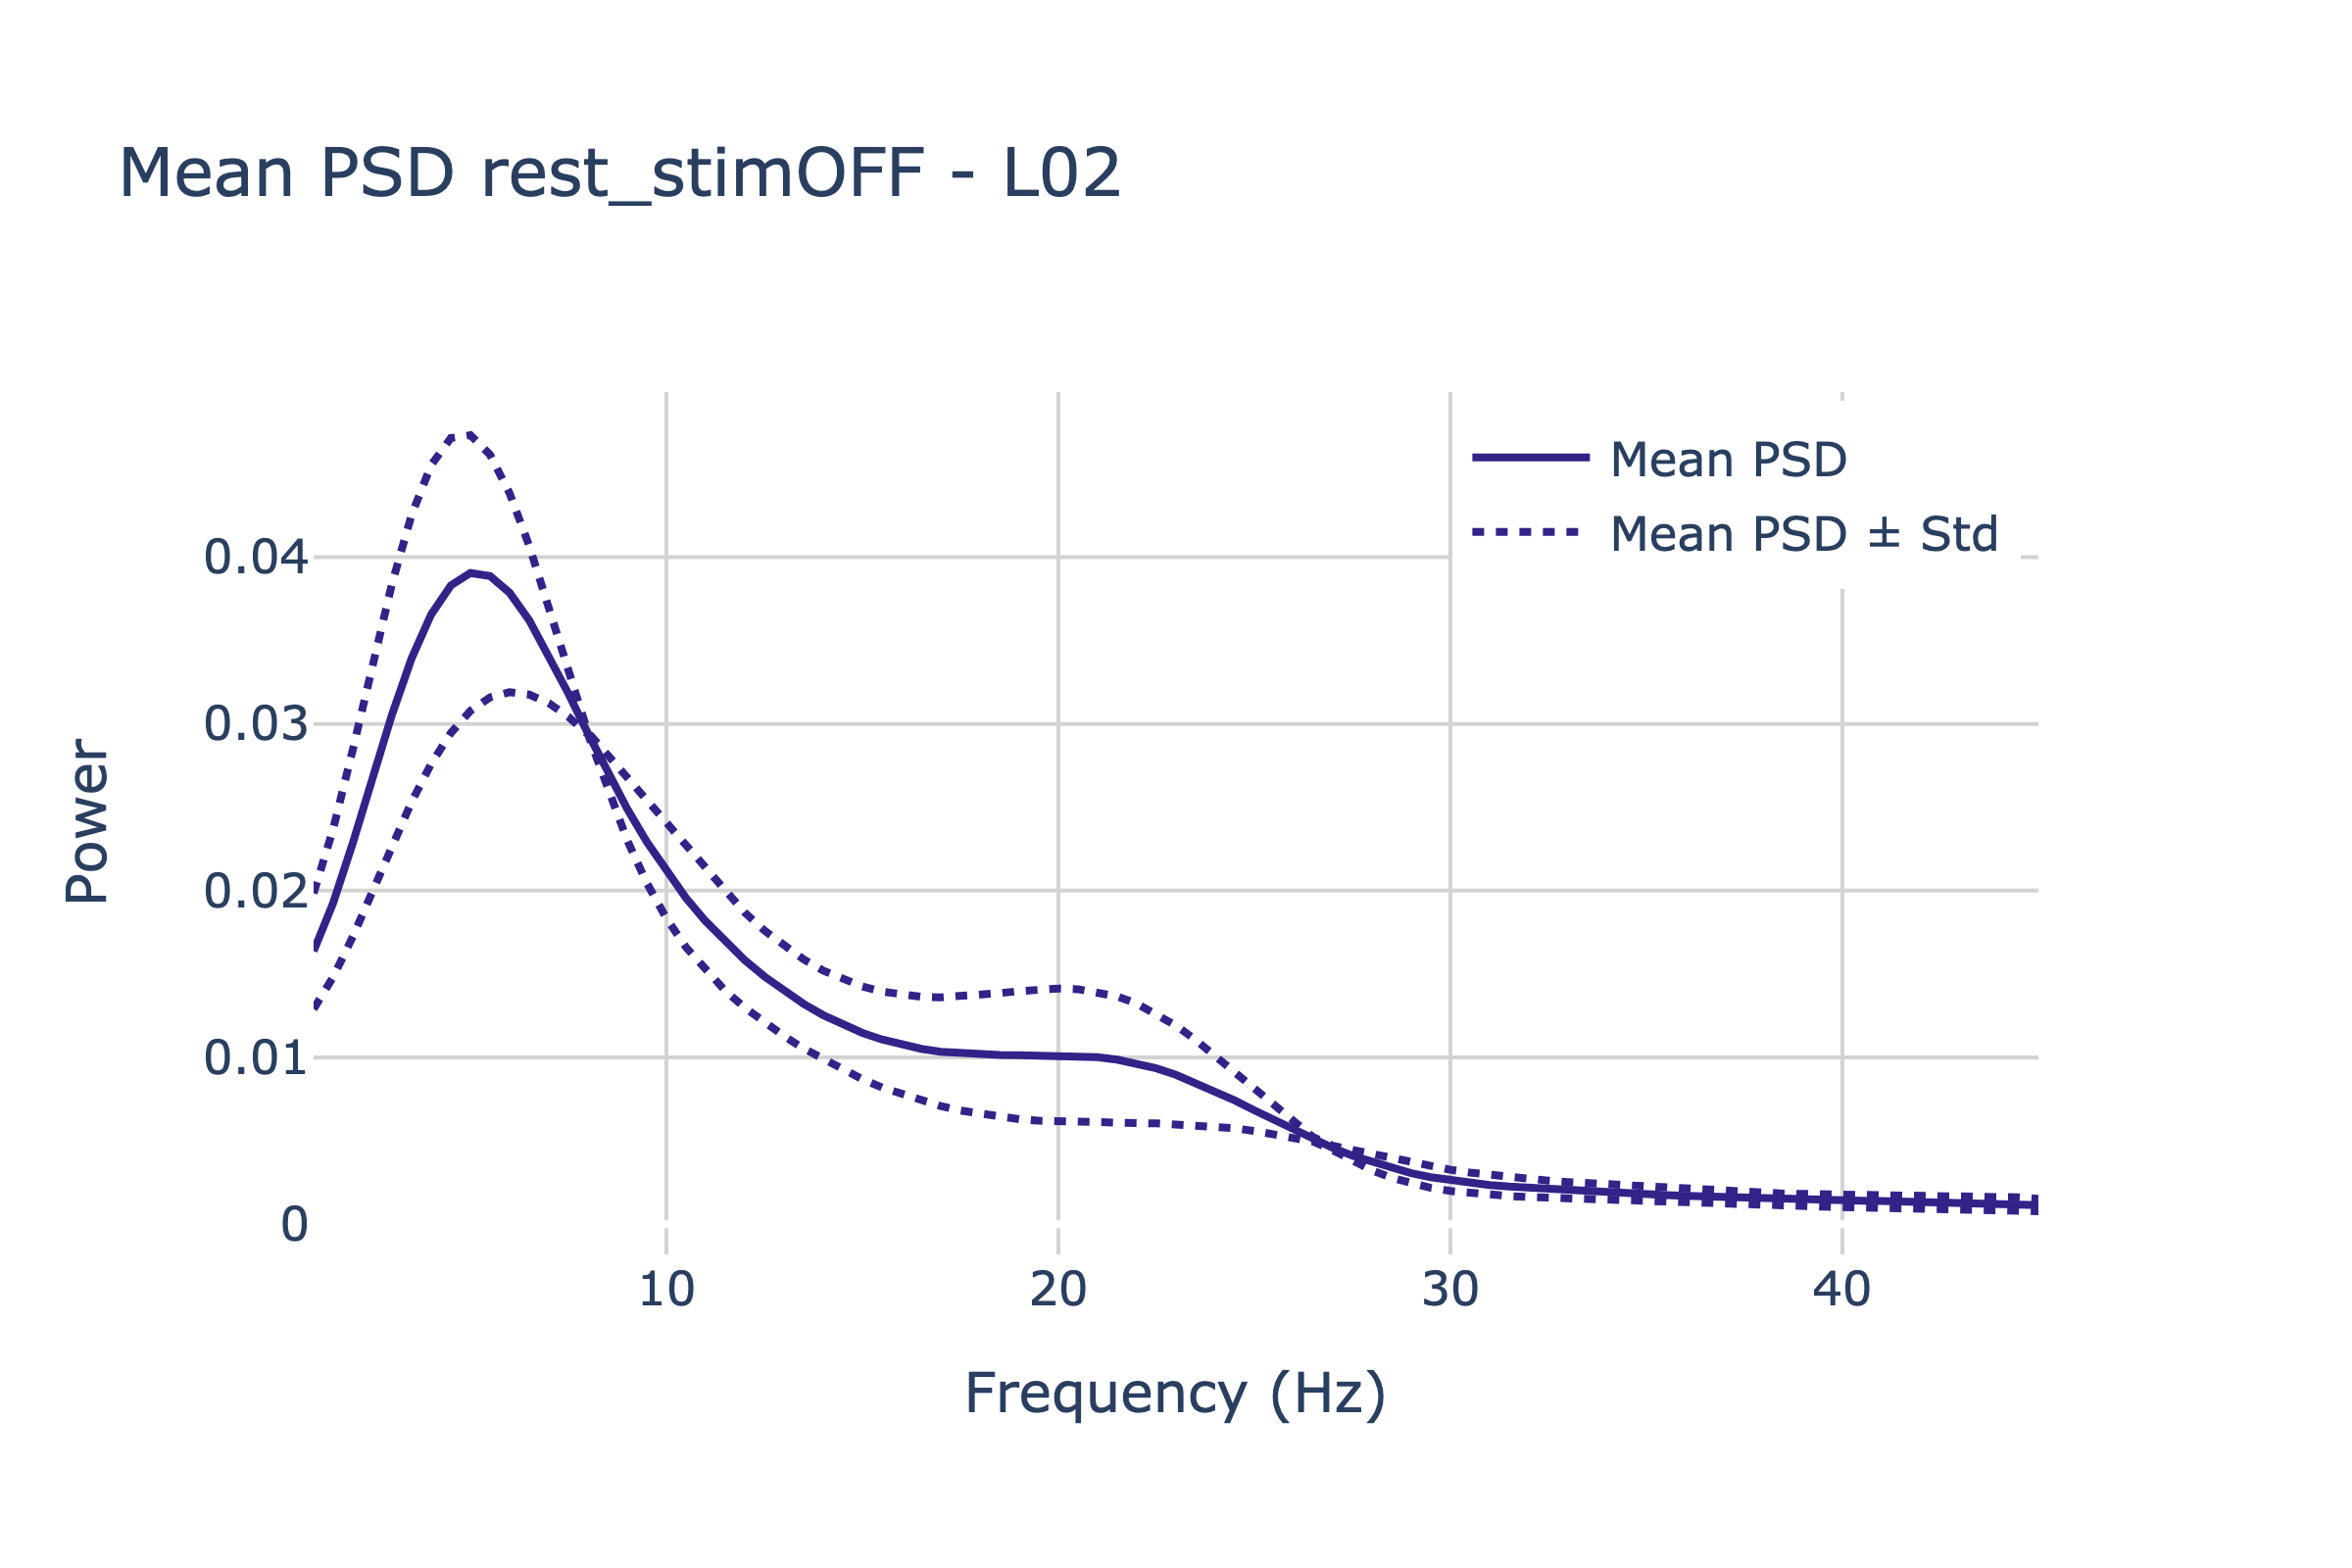 Mean PSD rest_stimOFF - L02
Mean PSD
Mean PSD ± Std
Power
0.04
0.03
0.02
0.01
0
10 20 30 40
Frequency (Hz)